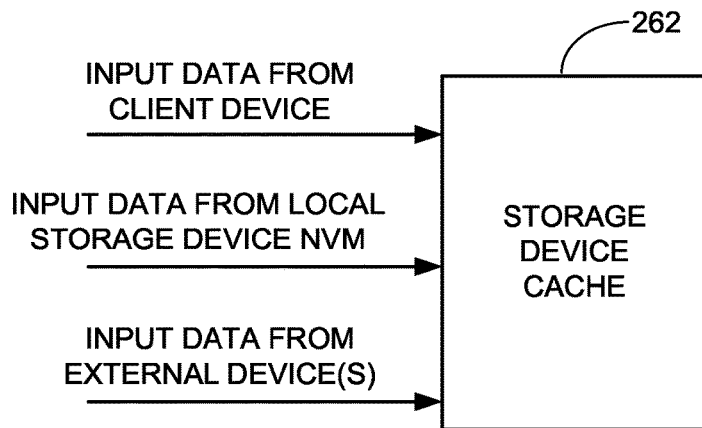 262
INPUT DATA FROM
CLIENT DEVICE
INPUT DATA FROM LOCAL
STORAGE DEVICE NVM
INPUT DATA FROM
EXTERNAL DEVICE(S)
STORAGE
DEVICE
CACHE